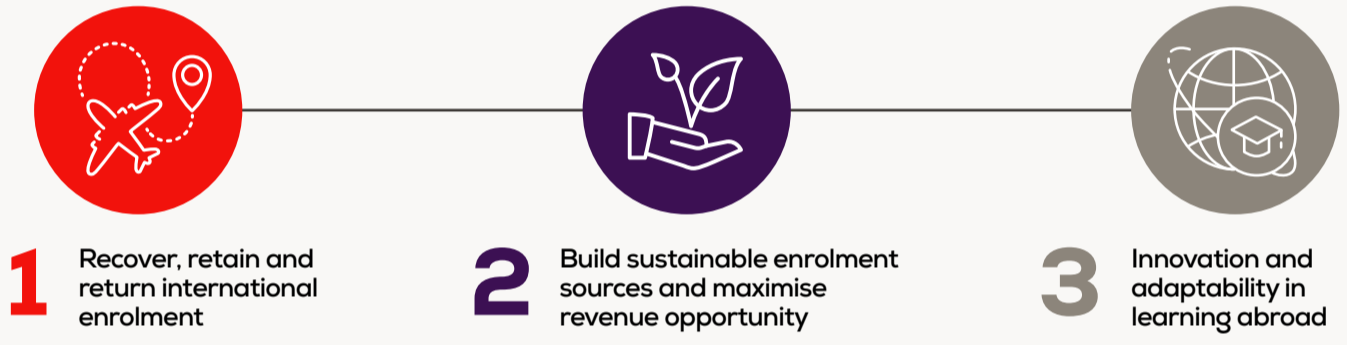 1
Recover, retain and
return international
enrolment
2
Build sustainable enrolment
sources and maximise
revenue opportunity
3
Innovation and
adaptability in
learning abroad